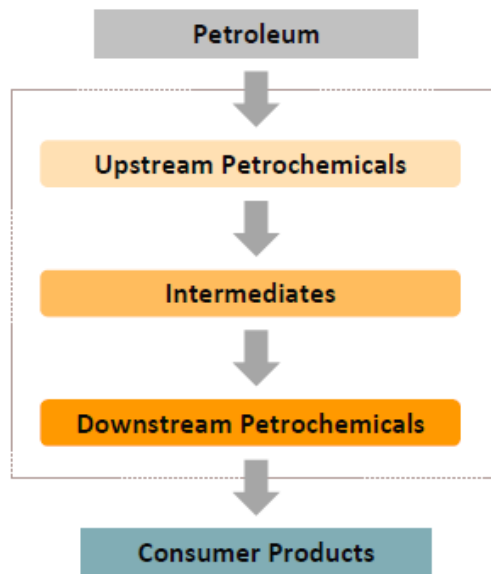 Petroleum
Upstream Petrochemicals
Intermediates
Downstream Petrochemicals
Consumer Products